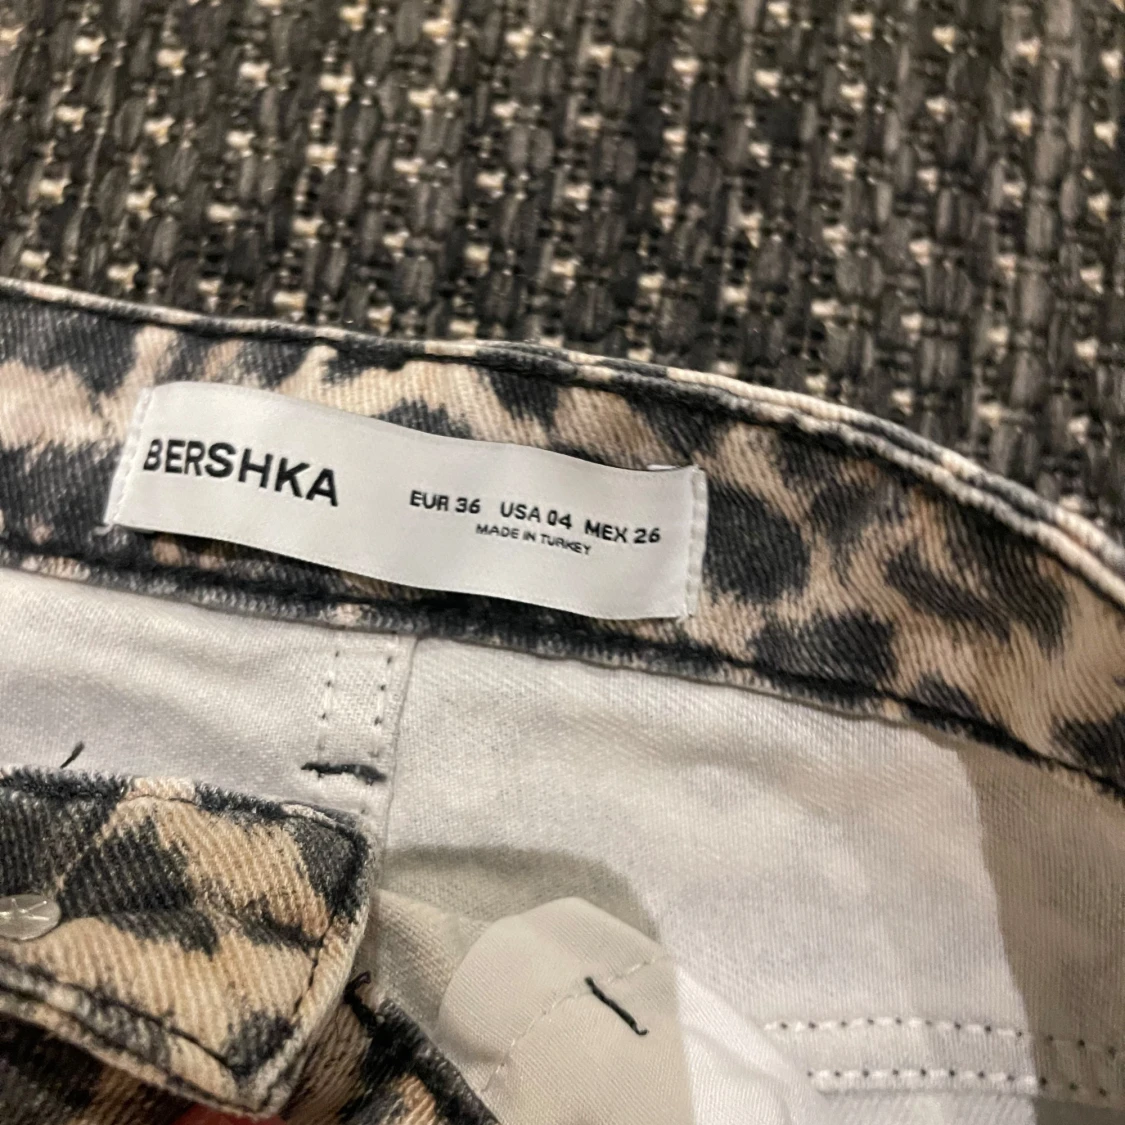 BERSHKA
EUR 36 USA 04 MEX 26
MADE IN TURKEY